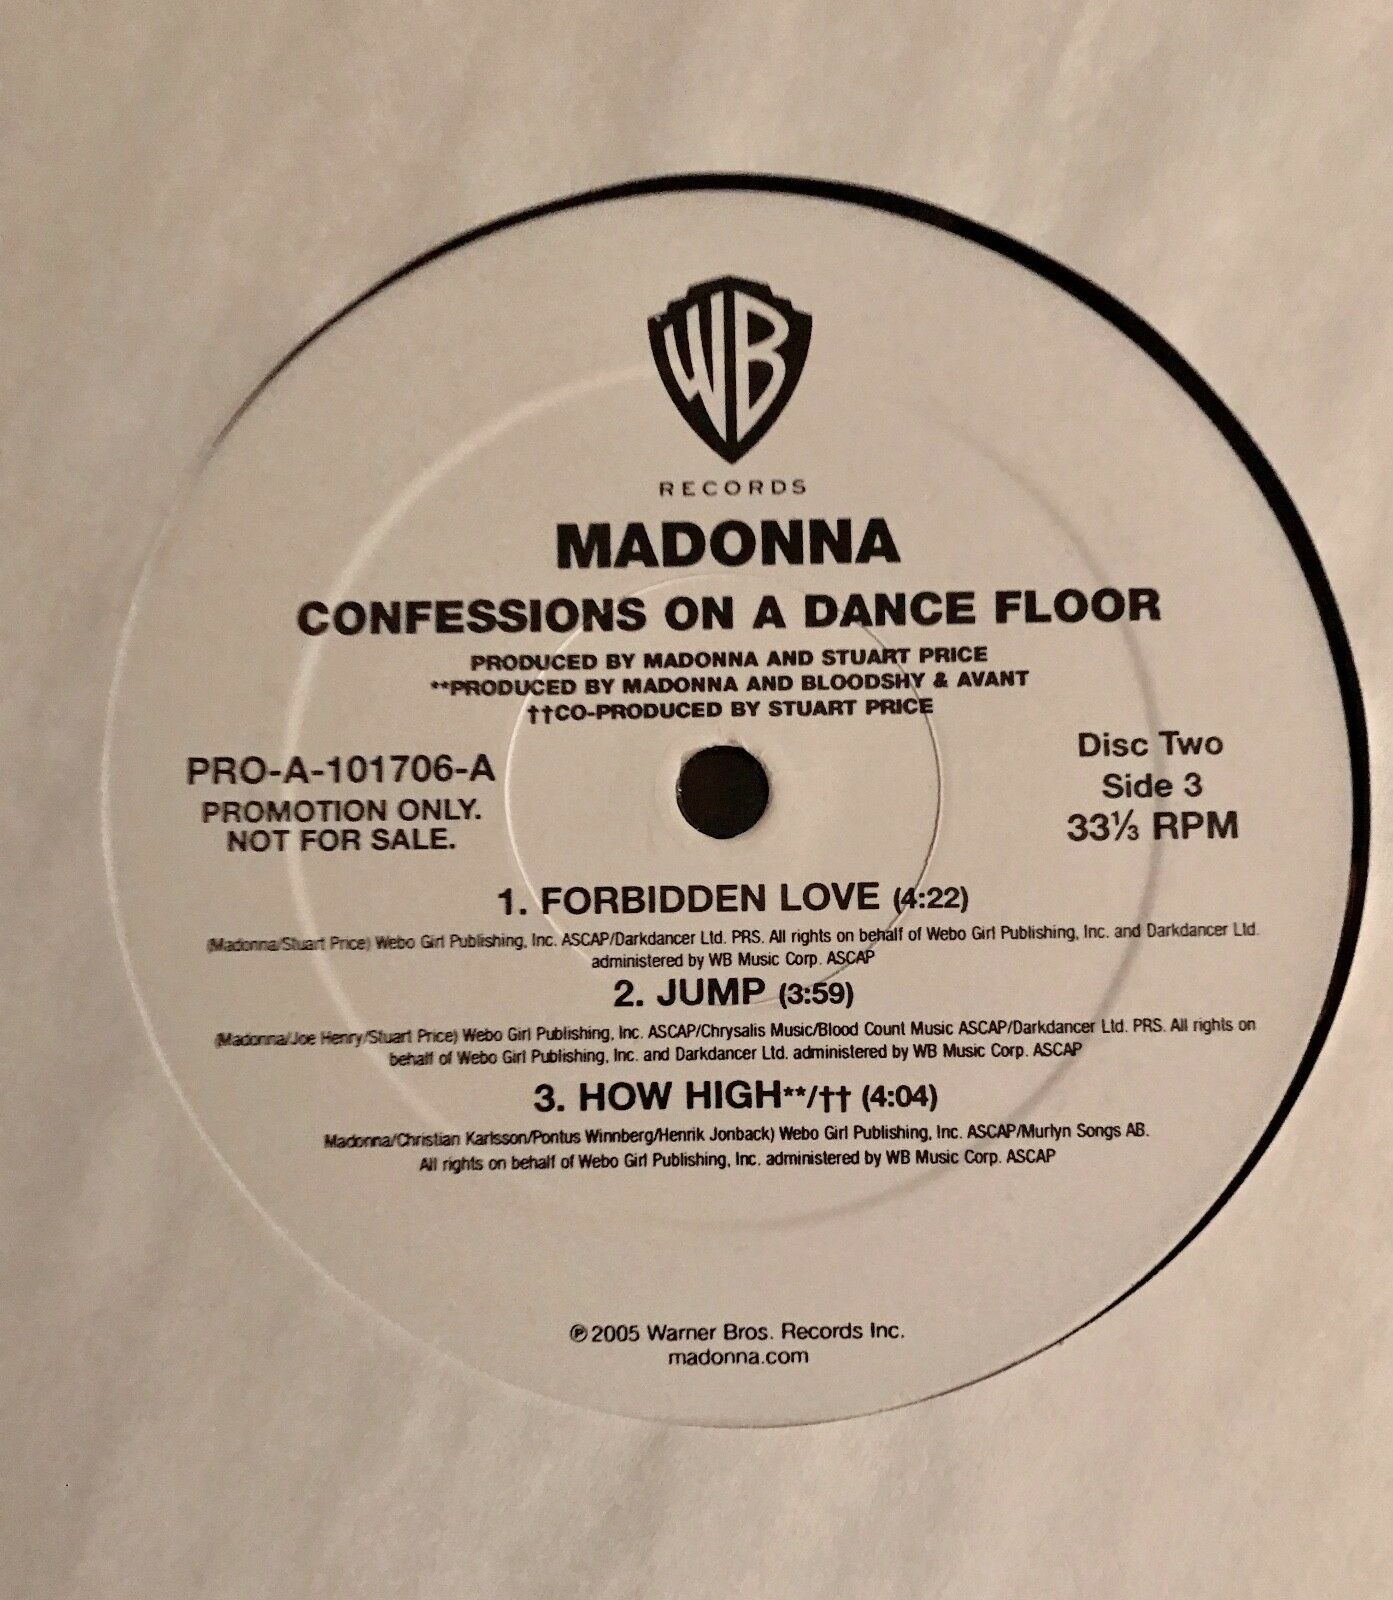 WB
RECORDS
MADONNA
CONFESSIONS ON A DANCE FLOOR
PRODUCED BY MADONNA AND STUART PRICE
**PRODUCED BY MADONNA AND BLOODSHY & AVANT
††CO-PRODUCED BY STUART PRICE
PRO-A-101706-A
PROMOTION ONLY.
NOT FOR SALE.
Disc Two
Side 3
33⅓ RPM
1. FORBIDDEN LOVE (4:22)
(Madonna/Stuart Price) Webo Girl Publishing, Inc. ASCAP/Darkdancer Ltd. PRS. All rights on behalf of Webo Girl Publishing, Inc. and Darkdancer Ltd.
administered by WB Music Corp. ASCAP
2. JUMP (3:59)
(Madonna/Joe Henry/Stuart Price) Webo Girl Publishing, Inc. ASCAP/Chrysalis Music/Blood Count Music ASCAP/Darkdancer Ltd. PRS. All rights on
behalf of Webo Girl Publishing, Inc. and Darkdancer Ltd. administered by WB Music Corp. ASCAP
3. HOW HIGH**/†† (4:04)
Madonna/Christian Karlsson/Pontus Winnberg/Henrik Jonback) Webo Girl Publishing, Inc. ASCAP/Murlyn Songs AB.
All rights on behalf of Webo Girl Publishing, Inc. administered by WB Music Corp. ASCAP
℗ 2005 Warner Bros. Records Inc.
madonna.com